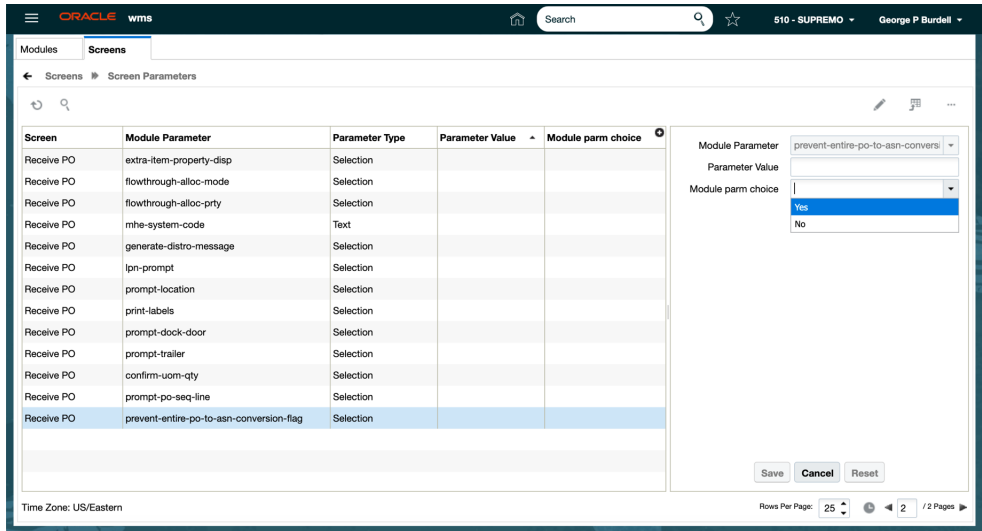 ORACLE wms Search 510 - SUPREMO George P Burdell
Modules Screens
Screens Screen Parameters
Screen Module Parameter Parameter Type Parameter Value Module parm choice
Receive PO extra-item-property-disp Selection
Receive PO flowthrough-alloc-mode Selection
Receive PO flowthrough-alloc-prty Selection
Receive PO mhe-system-code Text
Receive PO generate-distro-message Selection
Receive PO lpn-prompt Selection
Receive PO prompt-location Selection
Receive PO print-labels Selection
Receive PO prompt-dock-door Selection
Receive PO prompt-trailer Selection
Receive PO confirm-uom-qty Selection
Receive PO prompt-po-seq-line Selection
Receive PO prevent-entire-po-to-asn-conversion-flag Selection
Module Parameter prevent-entire-po-to-asn-conversi
Parameter Value
Module parm choice
Yes
No
Save Cancel Reset
Time Zone: US/Eastern Rows Per Page: 25 2 / 2 Pages